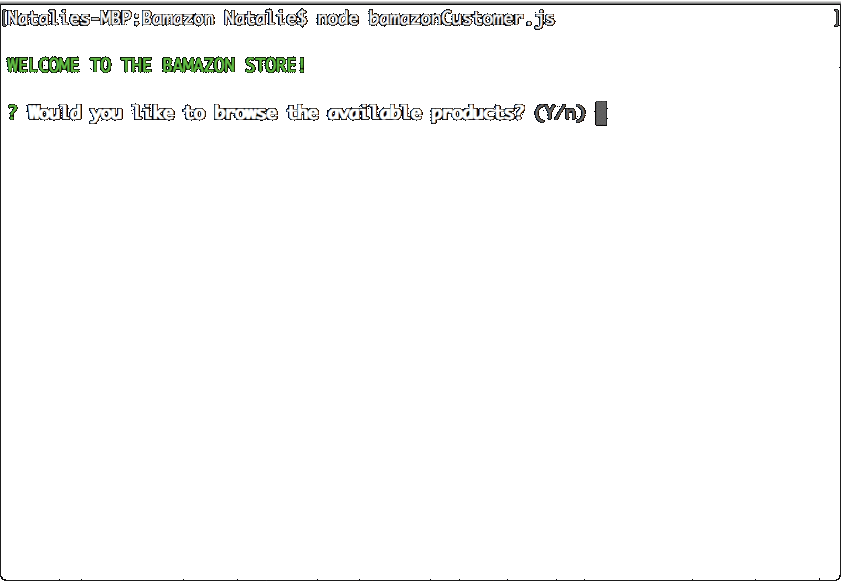 [Natalies-MBP:Bamazon Natalie$ node bamazonCustomer.js ]
WELCOME TO THE BAMAZON STORE!
? Would you like to browse the available products? (Y/n)